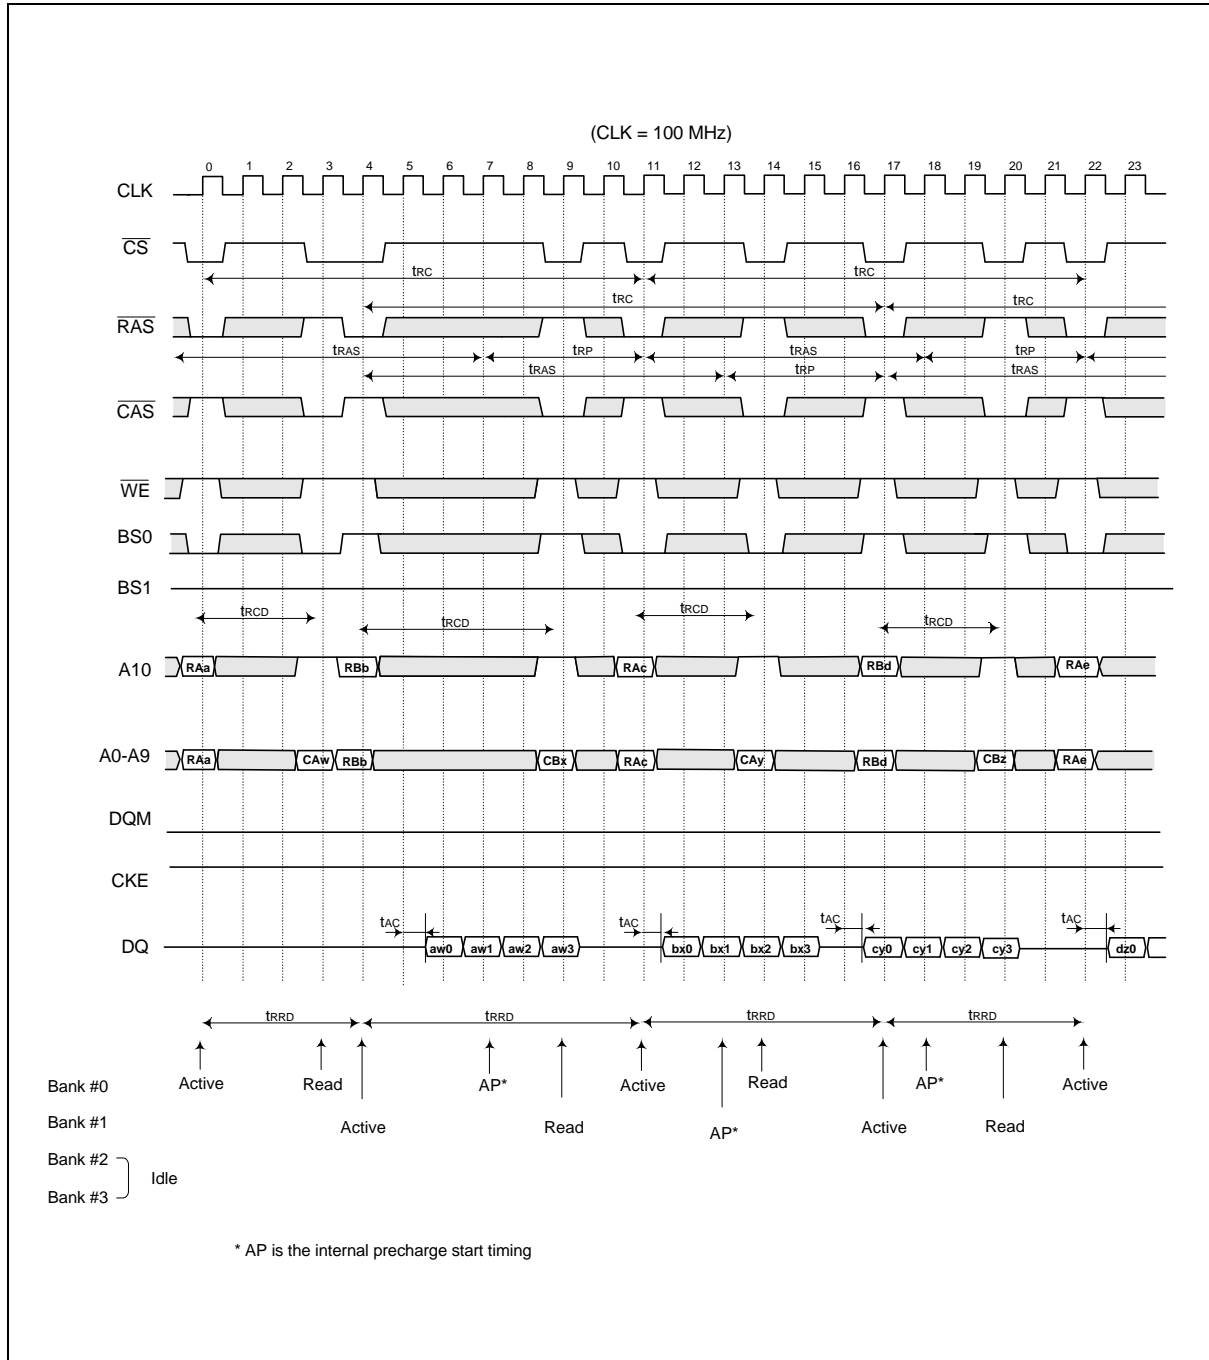 (CLK = 100 MHz)
0 1 2 3 4 5 6 7 8 9 10 11 12 13 14 15 16 17 18 19 20 21 22 23
CLK
CS
tRC tRC
tRC tRC
RAS
tRAS tRP tRAS tRP
tRAS tRP tRAS
CAS
WE
BS0
BS1
tRCD tRCD
tRCD tRCD
A10 RAa RBb RAc RBd RAe
A0-A9 RAa CAw RBb CBx RAc CAy RBd CBz RAe
DQM
CKE
tAC tAC tAC tAC
DQ aw0 aw1 aw2 aw3 bx0 bx1 bx2 bx3 cy0 cy1 cy2 cy3 dz0
tRRD tRRD tRRD tRRD
Bank #0 Active Read AP* Active Read AP* Active
Bank #1 Active Read AP* Active Read
Bank #2
Idle
Bank #3
* AP is the internal precharge start timing